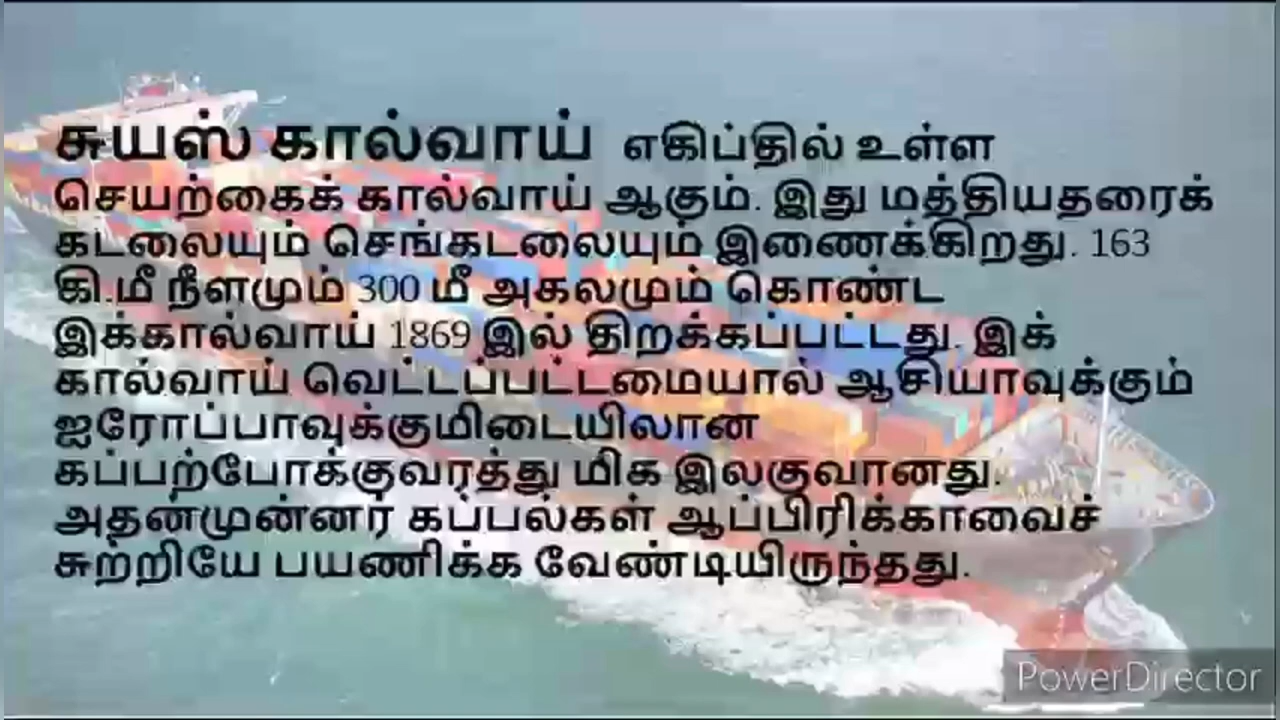 சுயஸ் கால்வாய் எகிப்தில் உள்ள
செயற்கைக் கால்வாய் ஆகும். இது மத்தியதரைக்
கடலையும் செங்கடலையும் இணைக்கிறது. 163
கி.மீ நீளமும் 300 மீ அகலமும் கொண்ட
இக்கால்வாய் 1869 இல் திறக்கப்பட்டது. இக்
கால்வாய் வெட்டப்பட்டமையால் ஆசியாவுக்கும்
ஐரோப்பாவுக்குமிடையிலான
கப்பற்போக்குவரத்து மிக இலகுவானது.
அதன்முன்னர் கப்பல்கள் ஆப்பிரிக்காவைச்
சுற்றியே பயணிக்க வேண்டியிருந்தது.
PowerDirector